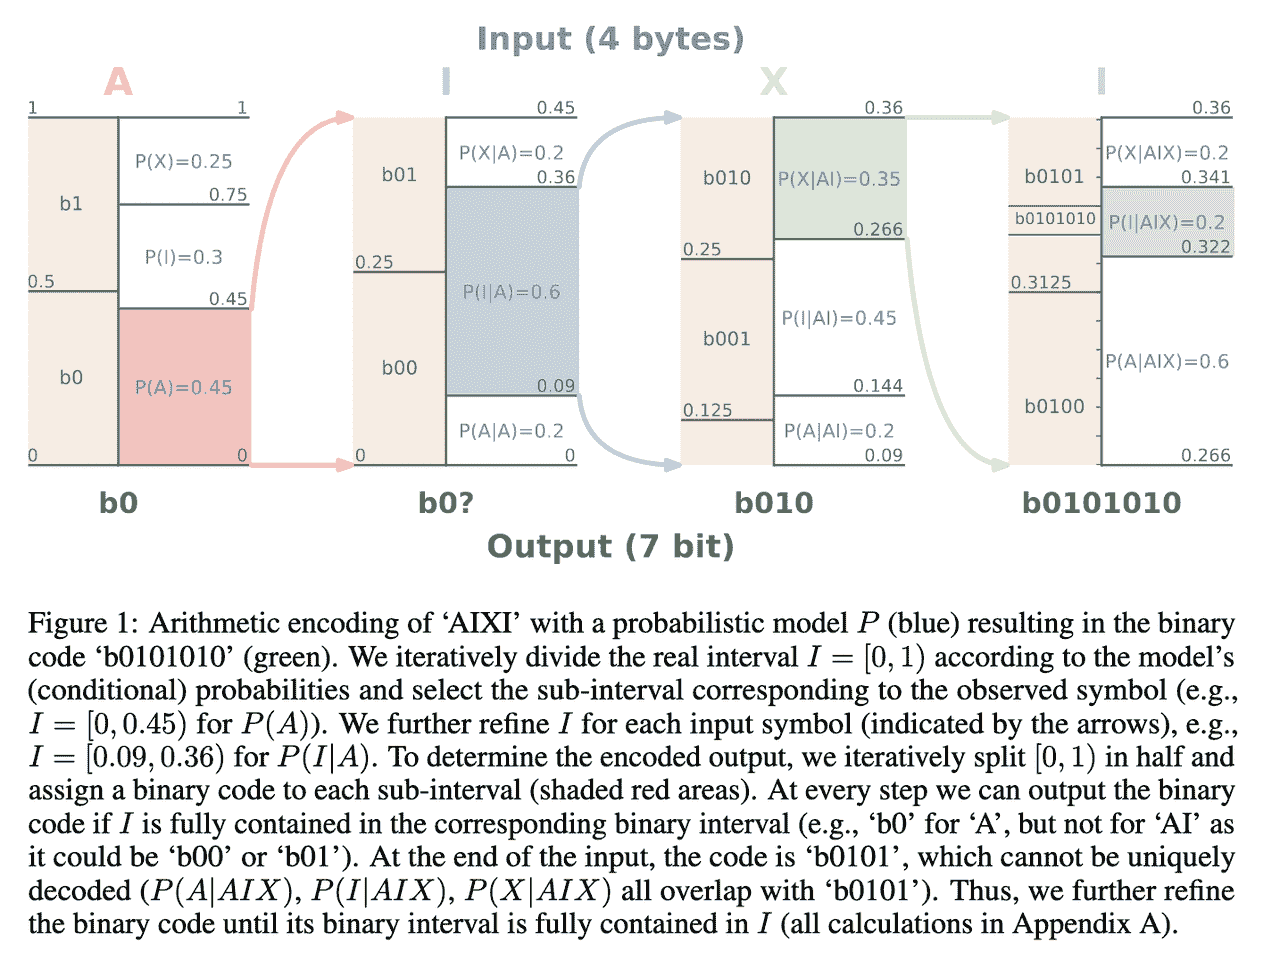 Input (4 bytes)
A I X I
1 1 0.45 0.36 0.36
P(X)=0.25 b01 P(X|A)=0.2 b010 P(X|AI)=0.35 b0101 P(X|AIX)=0.2
b1 0.75 0.36 0.341
P(I)=0.3 0.25 0.25 0.266 b0101010 P(I|AIX)=0.2
0.5 0.45 P(I|A)=0.6 P(I|AI)=0.45 0.3125 0.322
b0 P(A)=0.45 b00 0.09 b001 0.144 P(A|AIX)=0.6
P(A|A)=0.2 0.125 P(A|AI)=0.2 b0100
0 0 0 0 0.09 0.266
b0 b0? b010 b0101010
Output (7 bit)
Figure 1: Arithmetic encoding of ‘AIXI’ with a probabilistic model P (blue) resulting in the binary
code ‘b0101010’ (green). We iteratively divide the real interval I = [0, 1) according to the model’s
(conditional) probabilities and select the sub-interval corresponding to the observed symbol (e.g.,
I = [0, 0.45) for P(A)). We further refine I for each input symbol (indicated by the arrows), e.g.,
I = [0.09, 0.36) for P(I|A). To determine the encoded output, we iteratively split [0, 1) in half and
assign a binary code to each sub-interval (shaded red areas). At every step we can output the binary
code if I is fully contained in the corresponding binary interval (e.g., ‘b0’ for ‘A’, but not for ‘AI’ as
it could be ‘b00’ or ‘b01’). At the end of the input, the code is ‘b0101’, which cannot be uniquely
decoded (P(A|AIX), P(I|AIX), P(X|AIX) all overlap with ‘b0101’). Thus, we further refine
the binary code until its binary interval is fully contained in I (all calculations in Appendix A).